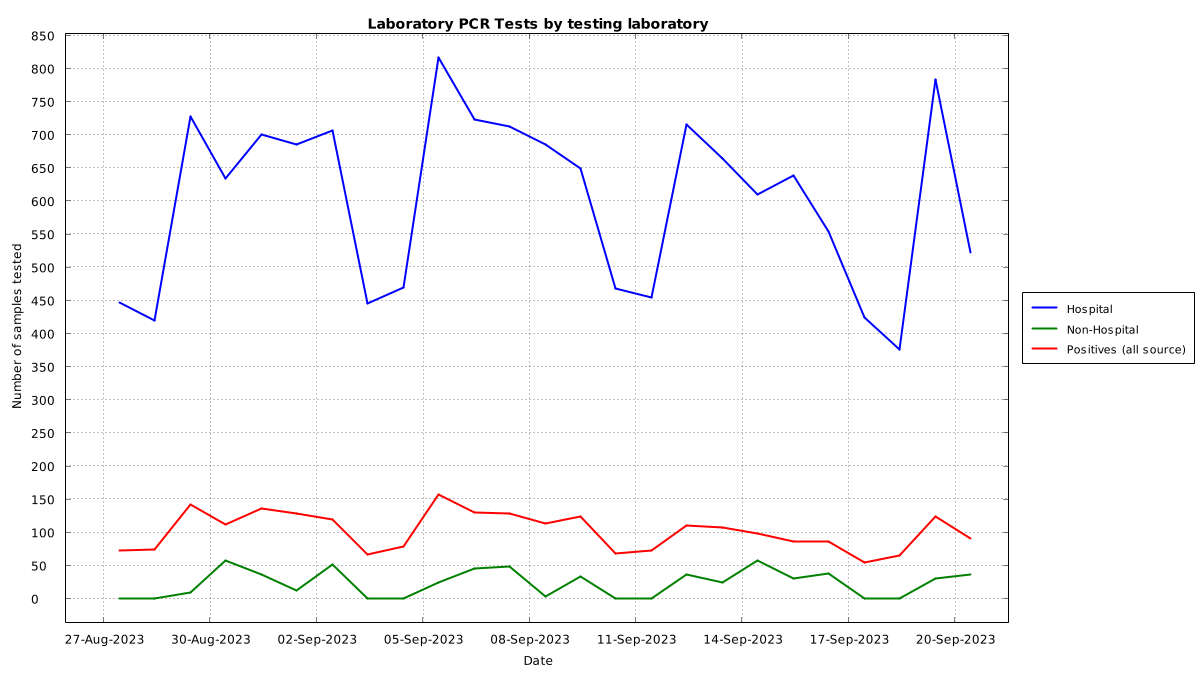 Laboratory PCR Tests by testing laboratory
850
800
750
700
650
600
550
500
450
400
350
300
250
200
150
100
50
0
Number of samples tested
27-Aug-2023 30-Aug-2023 02-Sep-2023 05-Sep-2023 08-Sep-2023 11-Sep-2023 14-Sep-2023 17-Sep-2023 20-Sep-2023
Date
Hospital
Non-Hospital
Positives (all source)